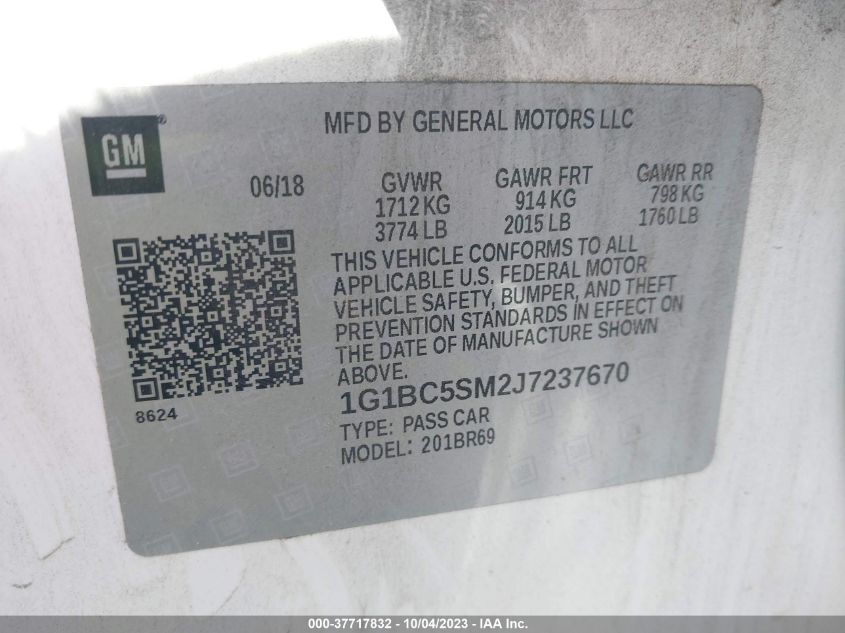 MFD BY GENERAL MOTORS LLC
GM
®
06/18
GVWR
1712 KG
3774 LB
GAWR FRT
914 KG
2015 LB
GAWR RR
798 KG
1760 LB
THIS VEHICLE CONFORMS TO ALL
APPLICABLE U.S. FEDERAL MOTOR
VEHICLE SAFETY, BUMPER, AND THEFT
PREVENTION STANDARDS IN EFFECT ON
THE DATE OF MANUFACTURE SHOWN
ABOVE.
8624
1G1BC5SM2J7237670
TYPE: PASS CAR
MODEL: 201BR69
000-37717832 - 10/04/2023 - IAA Inc.